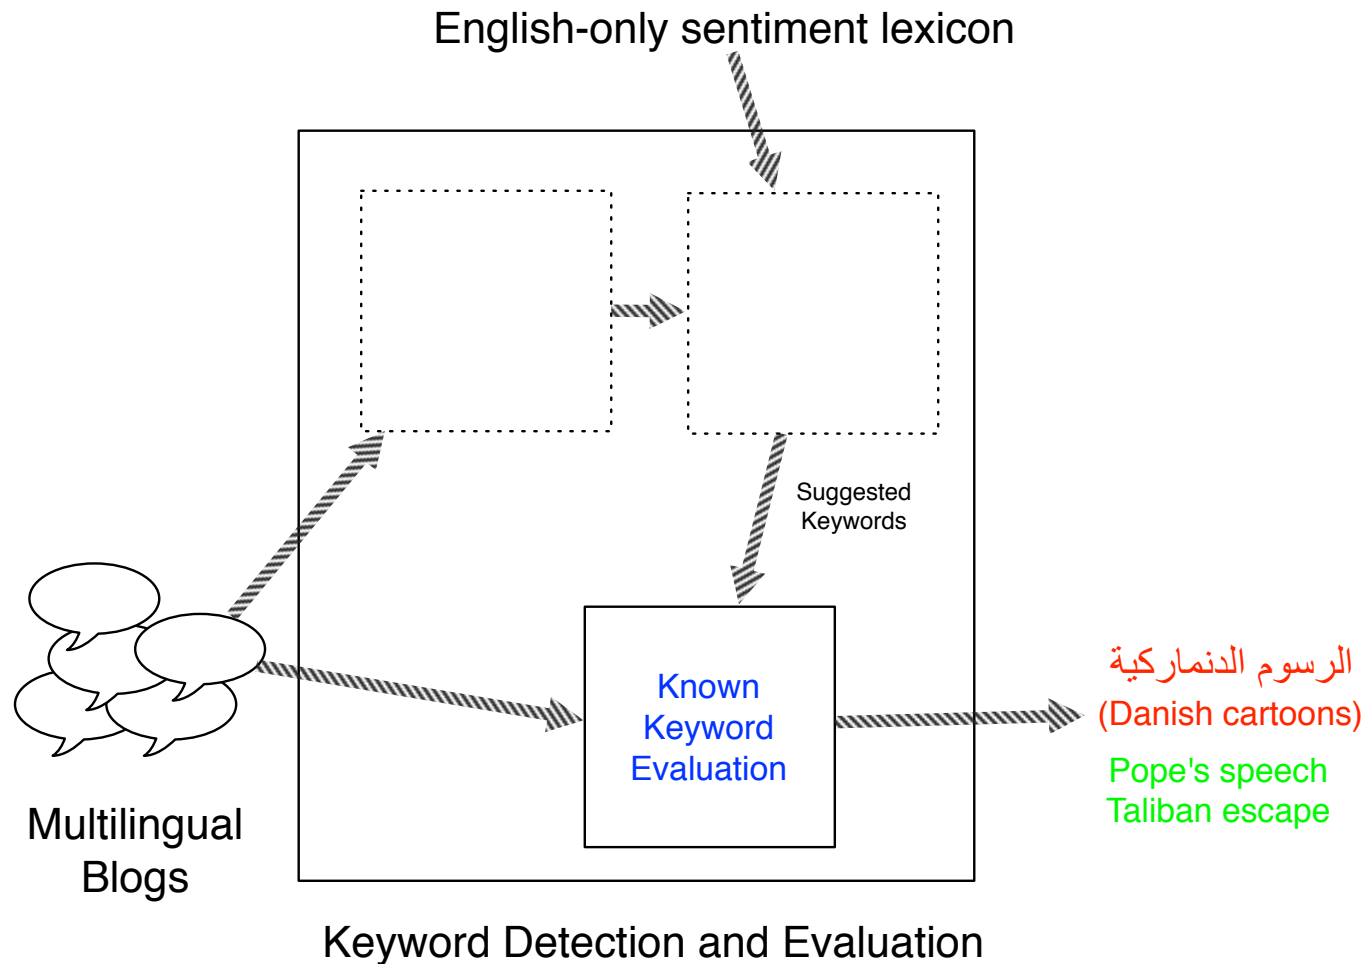 English-only sentiment lexicon
Suggested
Keywords
Known
Keyword
Evaluation
الرسوم الدنماركية
(Danish cartoons)
Pope's speech
Taliban escape
Multilingual
Blogs
Keyword Detection and Evaluation